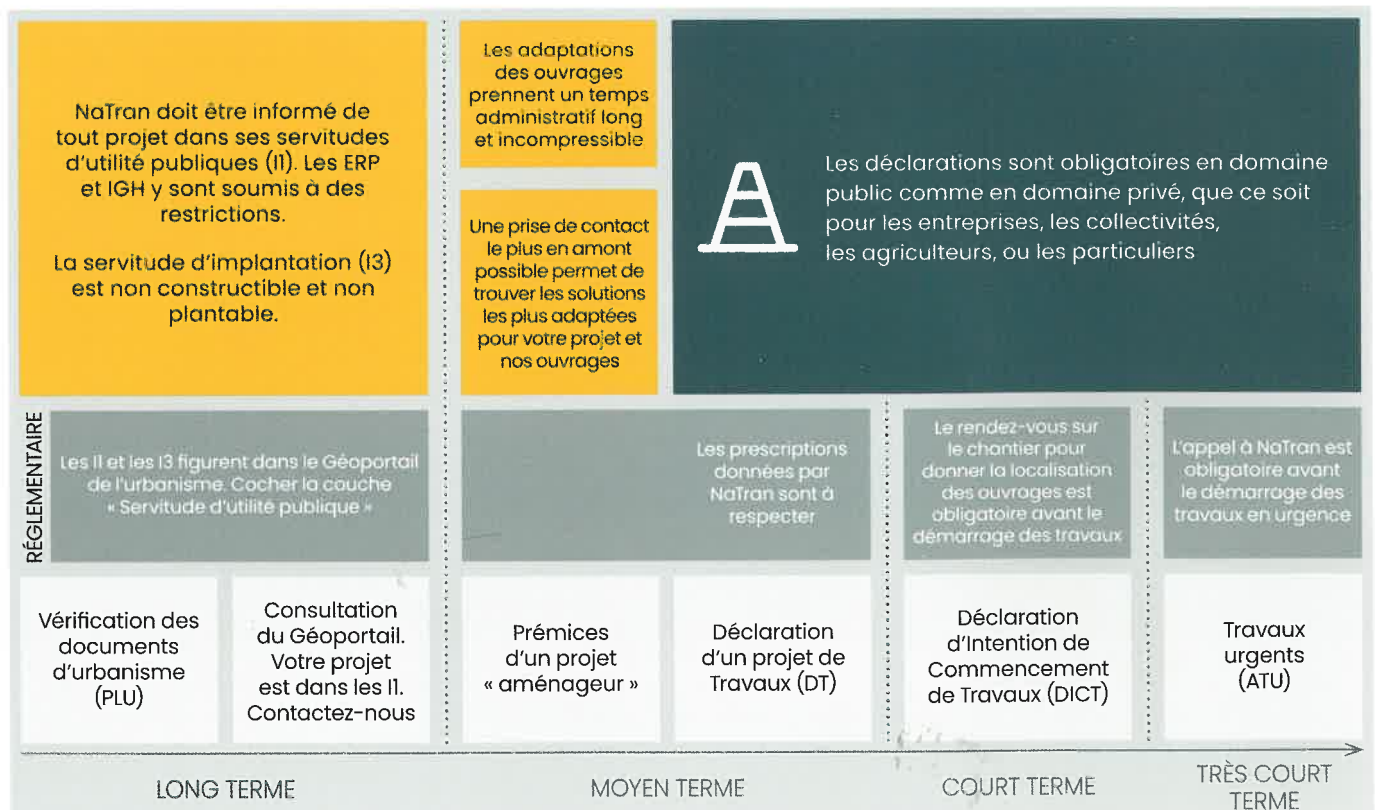 NaTran doit être informé de
tout projet dans ses servitudes
d'utilité publiques (I1). Les ERP
et IGH y sont soumis à des
restrictions.
La servitude d'implantation (I3)
est non constructible et non
plantable.
Les adaptations
des ouvrages
prennent un temps
administratif long
et incompressible
Une prise de contact
le plus en amont
possible permet de
trouver les solutions
les plus adaptées
pour votre projet et
nos ouvrages
Les déclarations sont obligatoires en domaine
public comme en domaine privé, que ce soit
pour les entreprises, les collectivités,
les agriculteurs, ou les particuliers
RÉGLEMENTAIRE
Les I1 et les I3 figurent dans le Géoportail
de l'urbanisme. Cocher la couche
« Servitude d'utilité publique »
Les prescriptions
données par
NaTran sont à
respecter
Le rendez-vous sur
le chantier pour
donner la localisation
des ouvrages est
obligatoire avant le
démarrage des travaux
L'appel à NaTran est
obligatoire avant
le démarrage des
travaux en urgence
Vérification des
documents
d'urbanisme
(PLU)
Consultation
du Géoportail.
Votre projet
est dans les I1.
Contactez-nous
Prémices
d'un projet
« aménageur »
Déclaration
d'un projet de
Travaux (DT)
Déclaration
d'Intention de
Commencement
de Travaux (DICT)
Travaux
urgents
(ATU)
LONG TERME
MOYEN TERME
COURT TERME
TRÈS COURT
TERME